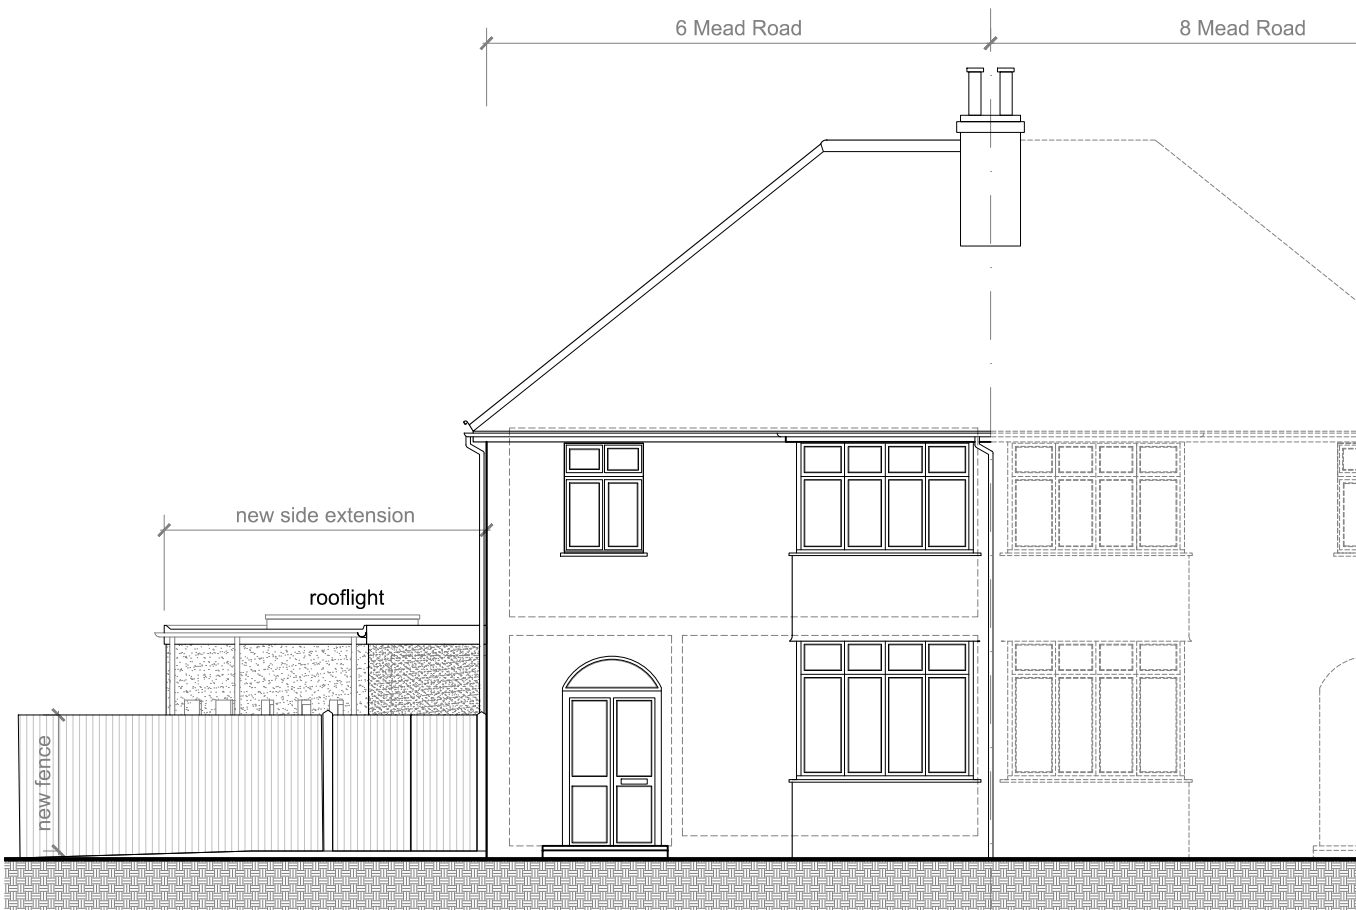 6 Mead Road
8 Mead Road
new side extension
rooflight
new fence